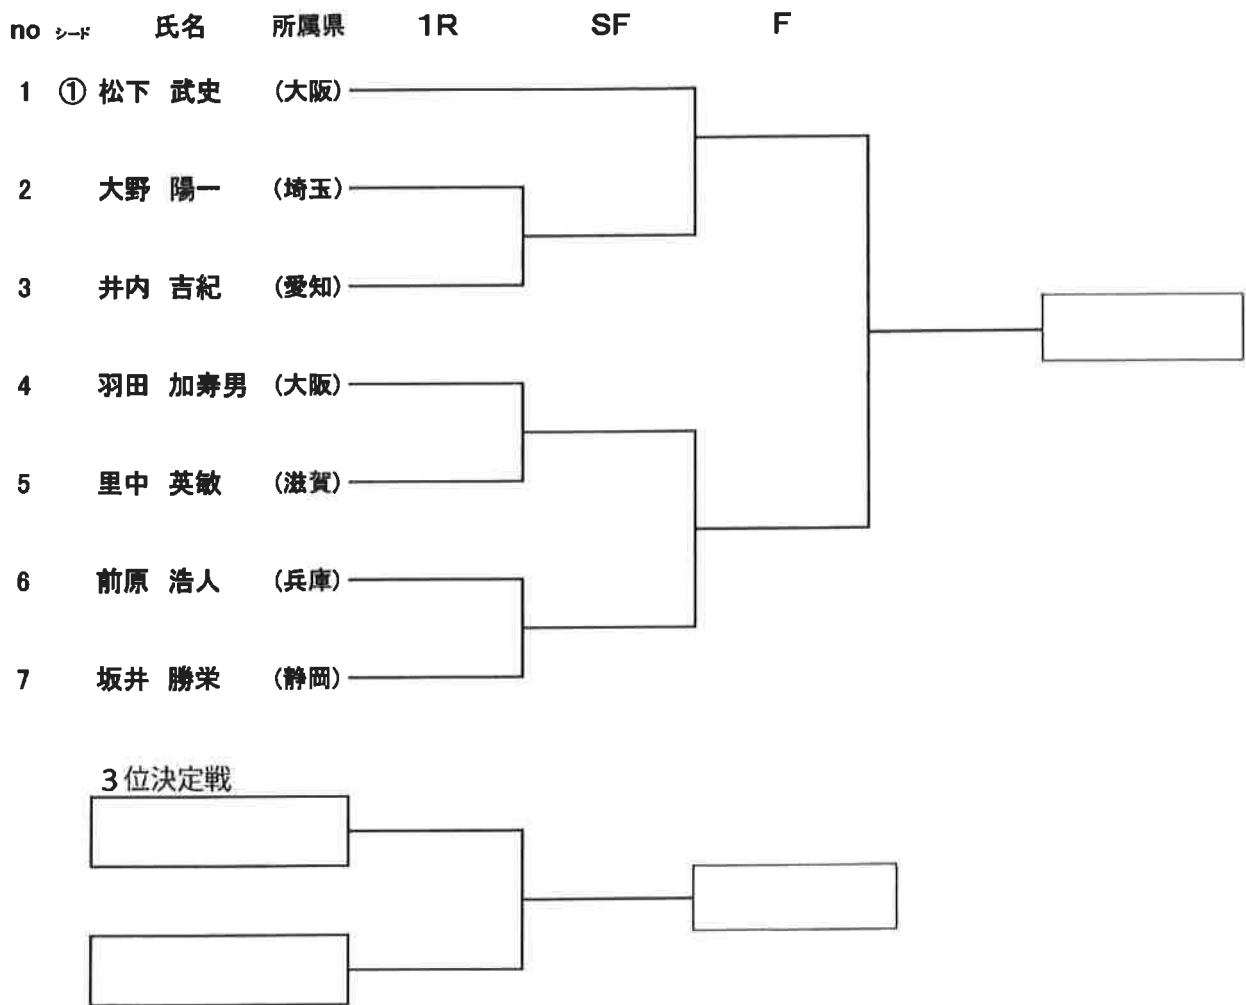 no シード 氏名 所属県 1R SF F
1 ① 松下 武史 (大阪)
2 大野 陽一 (埼玉)
3 井内 吉紀 (愛知)
4 羽田 加寿男 (大阪)
5 里中 英敏 (滋賀)
6 前原 浩人 (兵庫)
7 坂井 勝栄 (静岡)
3位決定戦